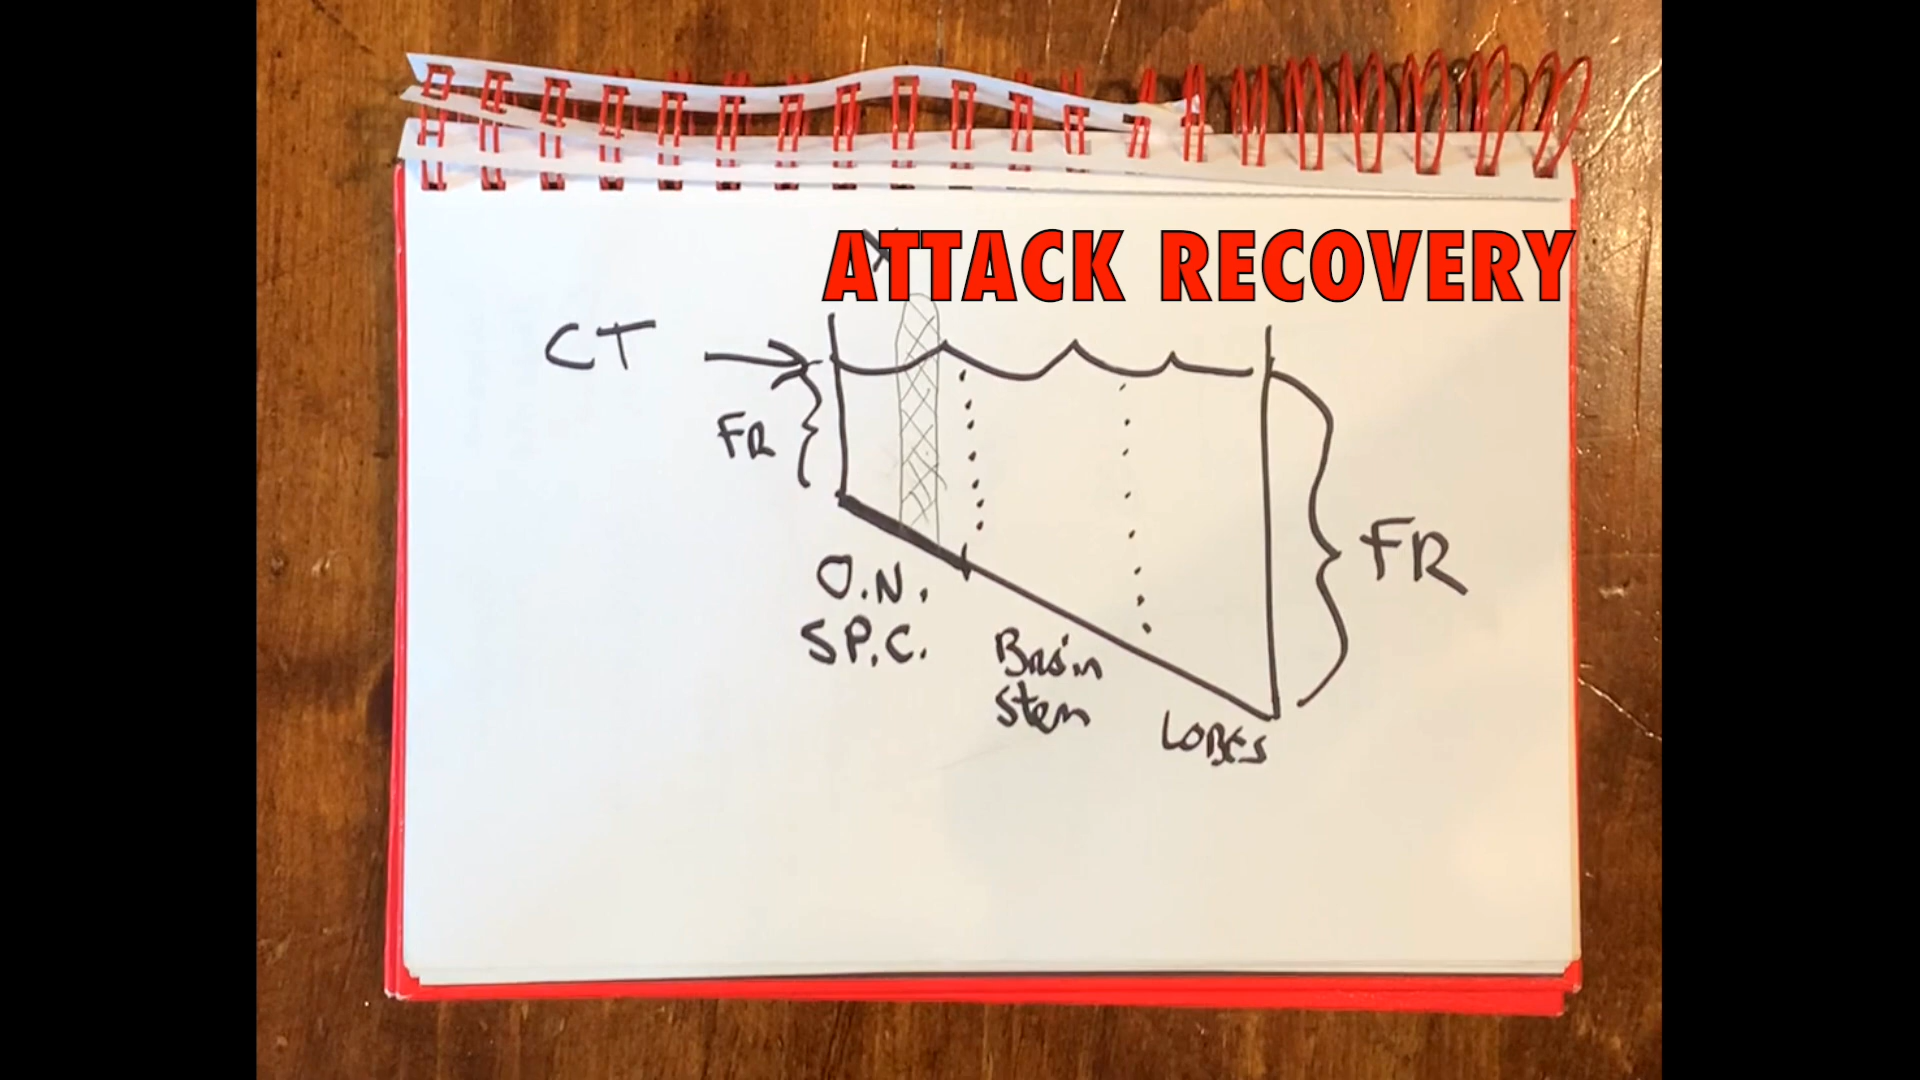 ATTACK RECOVERY
CT
FR
FR
O.N.
SP.C.
Brain
Stem
LOBES